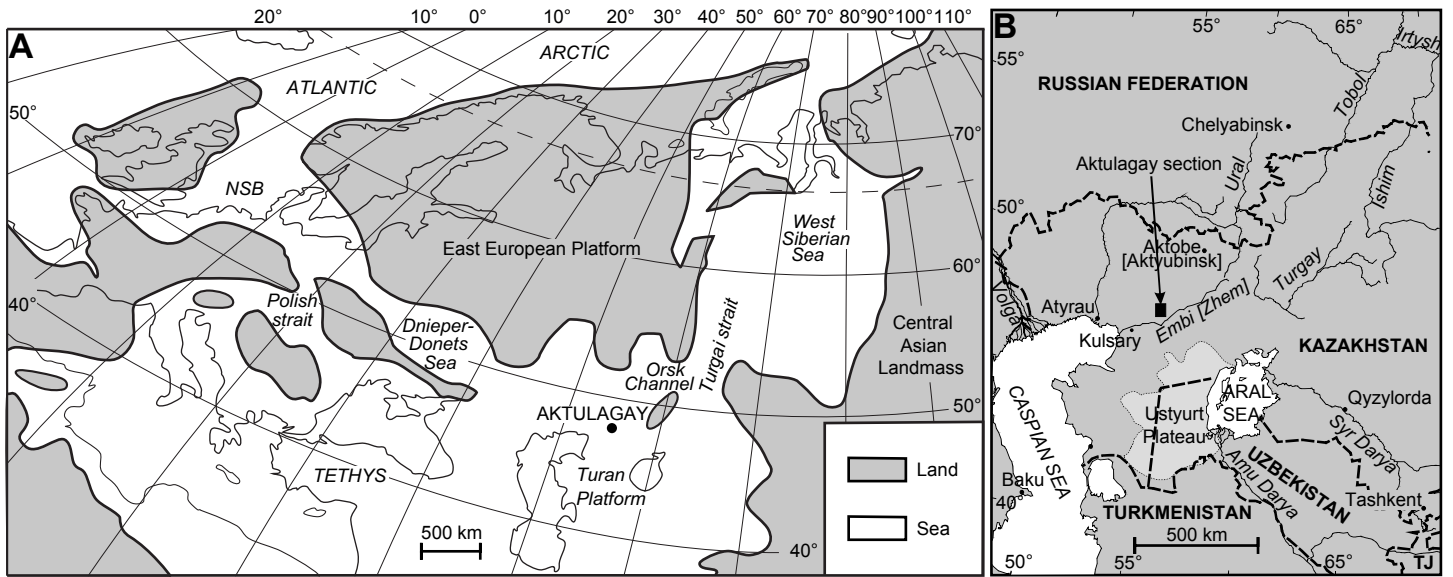 A
20°
10°
0°
10°
20°
30°
40°
50°
60°
70°
80°
90°
100°
110°
ARCTIC
ATLANTIC
50°
70°
NSB
East European Platform
West
Siberian
Sea
60°
40°
Polish
strait
Dnieper-
Donets
Sea
Turgai strait
Central
Asian
Landmass
Orsk
Channel
AKTULAGAY
50°
TETHYS
Turan
Platform
Land
Sea
500 km
40°
B
55°
65°
Irtysh
55°
RUSSIAN FEDERATION
Tobol
Chelyabinsk
Aktulagay section
Ural
Ishim
50°
Aktobe
[Aktyubinsk]
Turgay
Volga
Atyrau
Embi [Zhem]
Kulsary
KAZAKHSTAN
CASPIAN SEA
ARAL
SEA
Qyzylorda
Ustyurt
Plateau
Syr Darya
UZBEKISTAN
Amu Darya
Baku
40°
Tashkent
TURKMENISTAN
500 km
50°
55°
65°
TJ